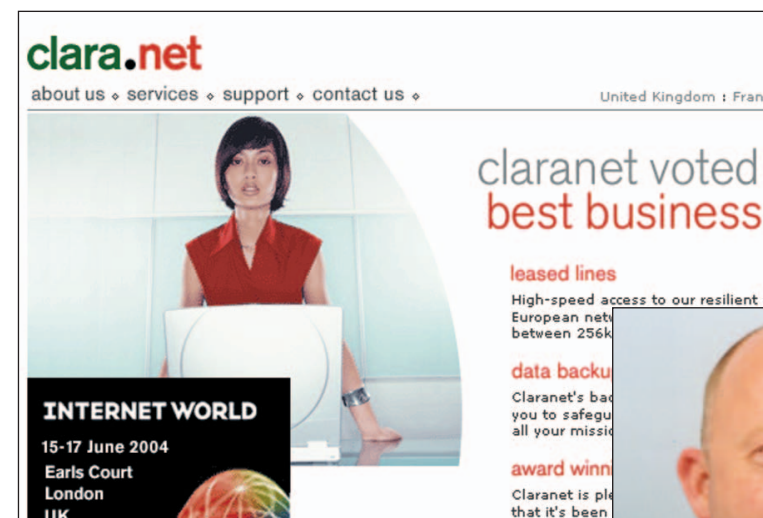 clara.net
about us ⋄ services ⋄ support ⋄ contact us ⋄
United Kingdom : Fran
claranet voted
best business
leased lines
High-speed access to our resilient
European netw
between 256k
data backu
Claranet's bac
you to safegu
all your missio
award winni
Claranet is ple
that it's been
INTERNET WORLD
15-17 June 2004
Earls Court
London
UK